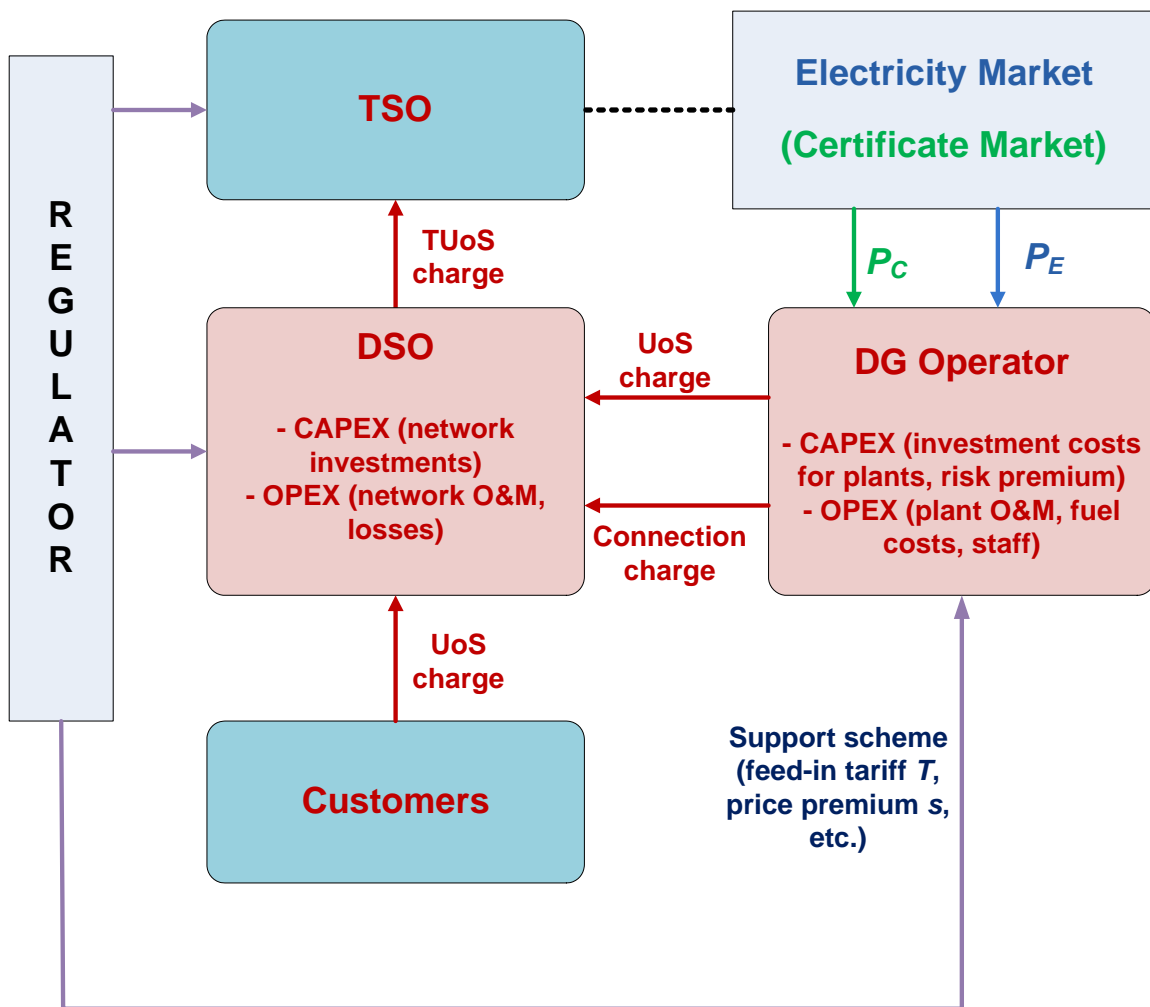 REGULATOR
TSO
Electricity Market
(Certificate Market)
TUoS
charge
P_C
P_E
DSO
- CAPEX (network
investments)
- OPEX (network O&M,
losses)
UoS
charge
Connection
charge
DG Operator
- CAPEX (investment costs
for plants, risk premium)
- OPEX (plant O&M, fuel
costs, staff)
UoS
charge
Customers
Support scheme
(feed-in tariff T,
price premium s,
etc.)